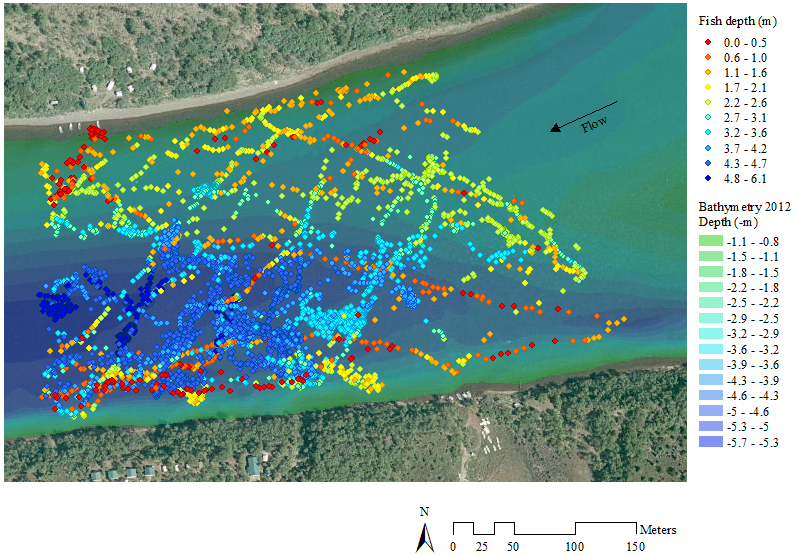 Fish depth (m)
0.0 - 0.5
0.6 - 1.0
1.1 - 1.6
1.7 - 2.1
2.2 - 2.6
2.7 - 3.1
3.2 - 3.6
3.7 - 4.2
4.3 - 4.7
4.8 - 6.1
Flow
Bathymetry 2012
Depth (-m)
-1.1 - -0.8
-1.5 - -1.1
-1.8 - -1.5
-2.2 - -1.8
-2.5 - -2.2
-2.9 - -2.5
-3.2 - -2.9
-3.6 - -3.2
-3.9 - -3.6
-4.3 - -3.9
-4.6 - -4.3
-5 - -4.6
-5.3 - -5
-5.7 - -5.3
N
Meters
0 25 50 100 150